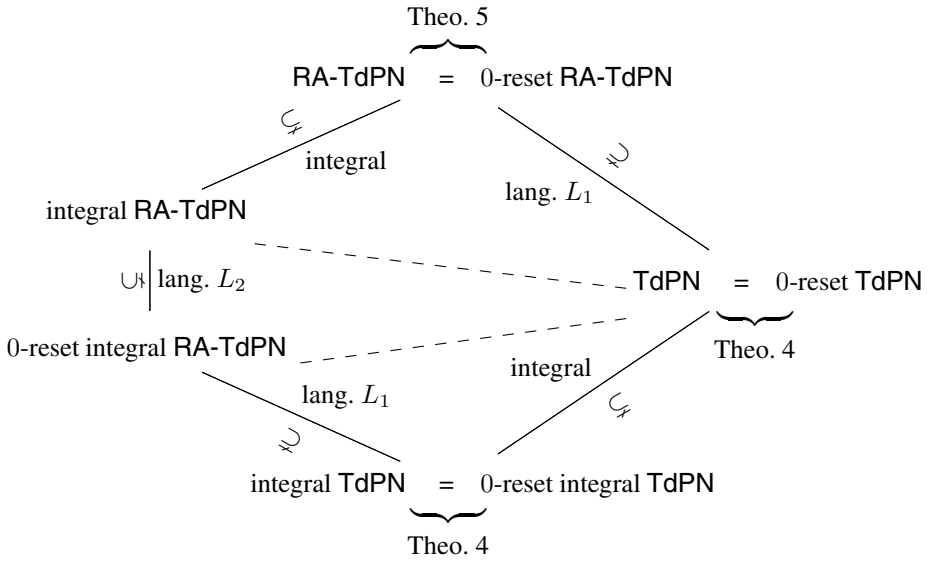 Theo. 5
RA-TdPN = 0-reset RA-TdPN
⊊
⊋
integral
lang. L₁
integral RA-TdPN
⊊ lang. L₂
TdPN = 0-reset TdPN
0-reset integral RA-TdPN
Theo. 4
integral
lang. L₁
⊊
⊋
integral TdPN = 0-reset integral TdPN
Theo. 4